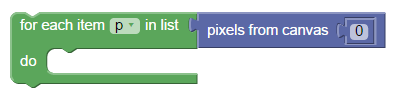 for each item p in list pixels from canvas 0
do